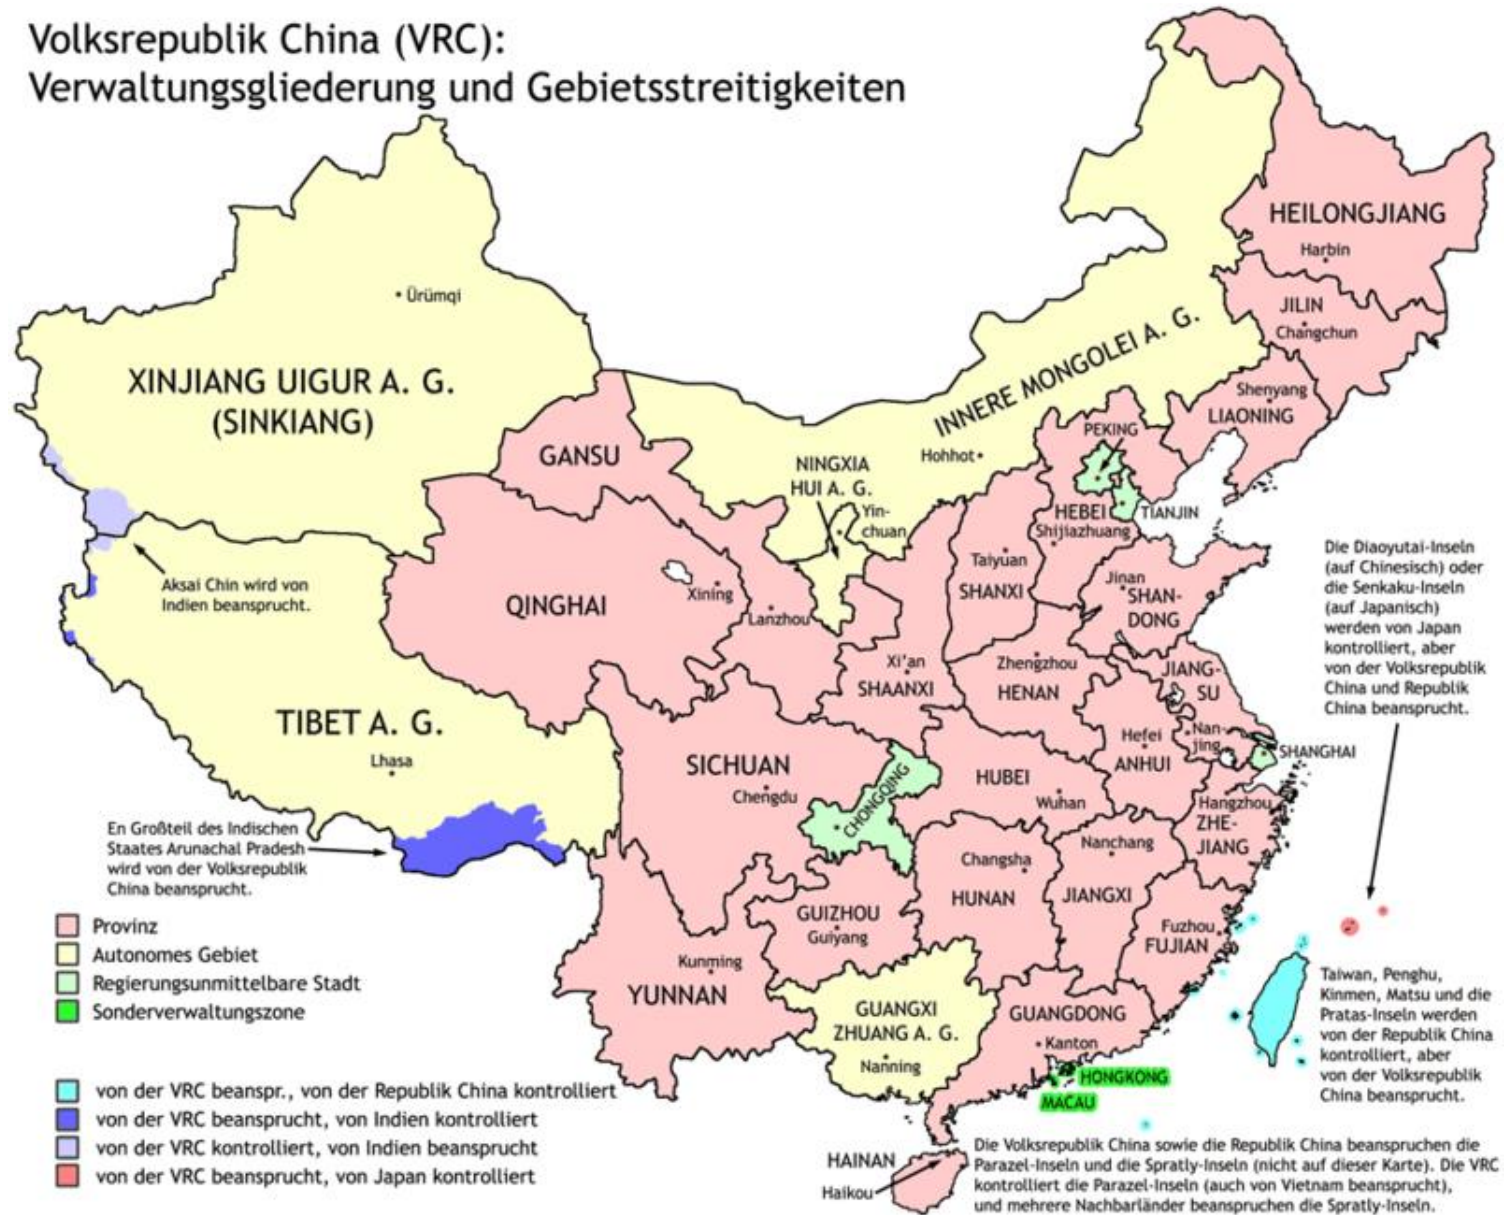 Volksrepublik China (VRC):
Verwaltungsgliederung und Gebietsstreitigkeiten
HEILONGJIANG
Harbin
Ürümqi
JILIN
Changchun
XINJIANG UIGUR A. G.
(SINKIANG)
INNERE MONGOLEI A. G.
Hohhot
Shenyang
LIAONING
PEKING
GANSU
NINGXIA
HUI A. G.
Yin-
chuan
HEBEI
TIANJIN
Shijiazhuang
Taiyuan
SHANXI
Jinan
SHAN-
DONG
Aksai Chin wird von
Indien beansprucht.
QINGHAI
Xining
Lanzhou
Die Diaoyutai-Inseln
(auf Chinesisch) oder
die Senkaku-Inseln
(auf Japanisch)
werden von Japan
kontrolliert, aber
von der Volksrepublik
China und Republik
China beansprucht.
Xi'an
SHAANXI
Zhengzhou
HENAN
JIANG-
SU
TIBET A. G.
Lhasa
SICHUAN
Chengdu
CHONGQING
HUBEI
Wuhan
Hefei
ANHUI
Nan-
jing
SHANGHAI
Hangzhou
ZHE-
JIANG
En Großteil des Indischen
Staates Arunachal Pradesh
wird von der Volksrepublik
China beansprucht.
Changsha
HUNAN
Nanchang
JIANGXI
GUIZHOU
Guiyang
Fuzhou
FUJIAN
Kunming
YUNNAN
GUANGXI
ZHUANG A. G.
Nanning
GUANGDONG
Kanton
HONGKONG
MACAU
Taiwan, Penghu,
Kinmen, Matsu und die
Pratas-Inseln werden
von der Republik China
kontrolliert, aber
von der Volksrepublik
China beansprucht.
Provinz
Autonomes Gebiet
Regierungsunmittelbare Stadt
Sonderverwaltungszone
von der VRC beanspr., von der Republik China kontrolliert
von der VRC beansprucht, von Indien kontrolliert
von der VRC kontrolliert, von Indien beansprucht
von der VRC beansprucht, von Japan kontrolliert
HAINAN
Haikou
Die Volksrepublik China sowie die Republik China beanspruchen die
Parazel-Inseln und die Spratly-Inseln (nicht auf dieser Karte). Die VRC
kontrolliert die Parazel-Inseln (auch von Vietnam beansprucht),
und mehrere Nachbarländer beanspruchen die Spratly-Inseln.